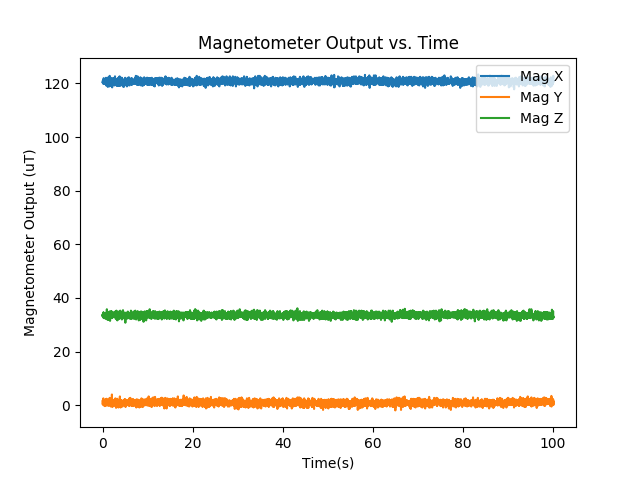 Magnetometer Output vs. Time
Mag X
Mag Y
Mag Z
120
100
80
60
40
20
0
Magnetometer Output (uT)
0 20 40 60 80 100
Time(s)